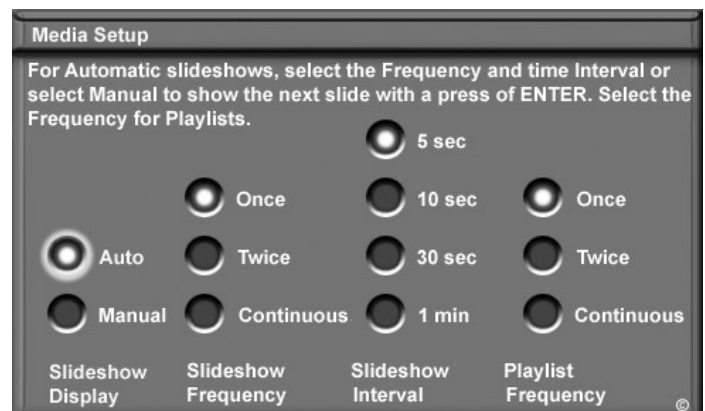 Media Setup
For Automatic slideshows, select the Frequency and time Interval or
select Manual to show the next slide with a press of ENTER. Select the
Frequency for Playlists.
5 sec
Once 10 sec Once
Auto Twice 30 sec Twice
Manual Continuous 1 min Continuous
Slideshow Slideshow Slideshow Playlist
Display Frequency Interval Frequency
©